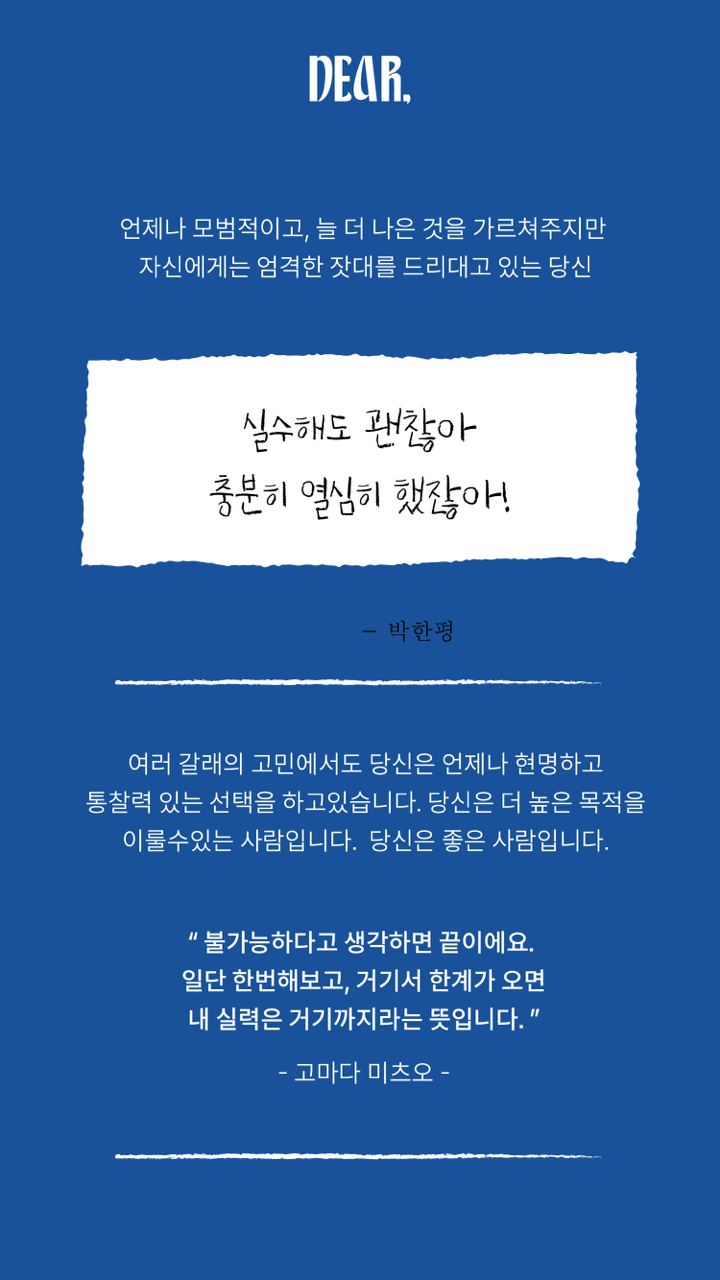 DEAR,
언제나 모범적이고, 늘 더 나은 것을 가르쳐주지만
자신에게는 엄격한 잣대를 드리대고 있는 당신
실수해도 괜찮아
충분히 열심히 했잖아!
– 박한평
여러 갈래의 고민에서도 당신은 언제나 현명하고
통찰력 있는 선택을 하고있습니다. 당신은 더 높은 목적을
이룰수있는 사람입니다. 당신은 좋은 사람입니다.
“ 불가능하다고 생각하면 끝이에요.
일단 한번해보고, 거기서 한계가 오면
내 실력은 거기까지라는 뜻입니다. ”
- 고마다 미츠오 -